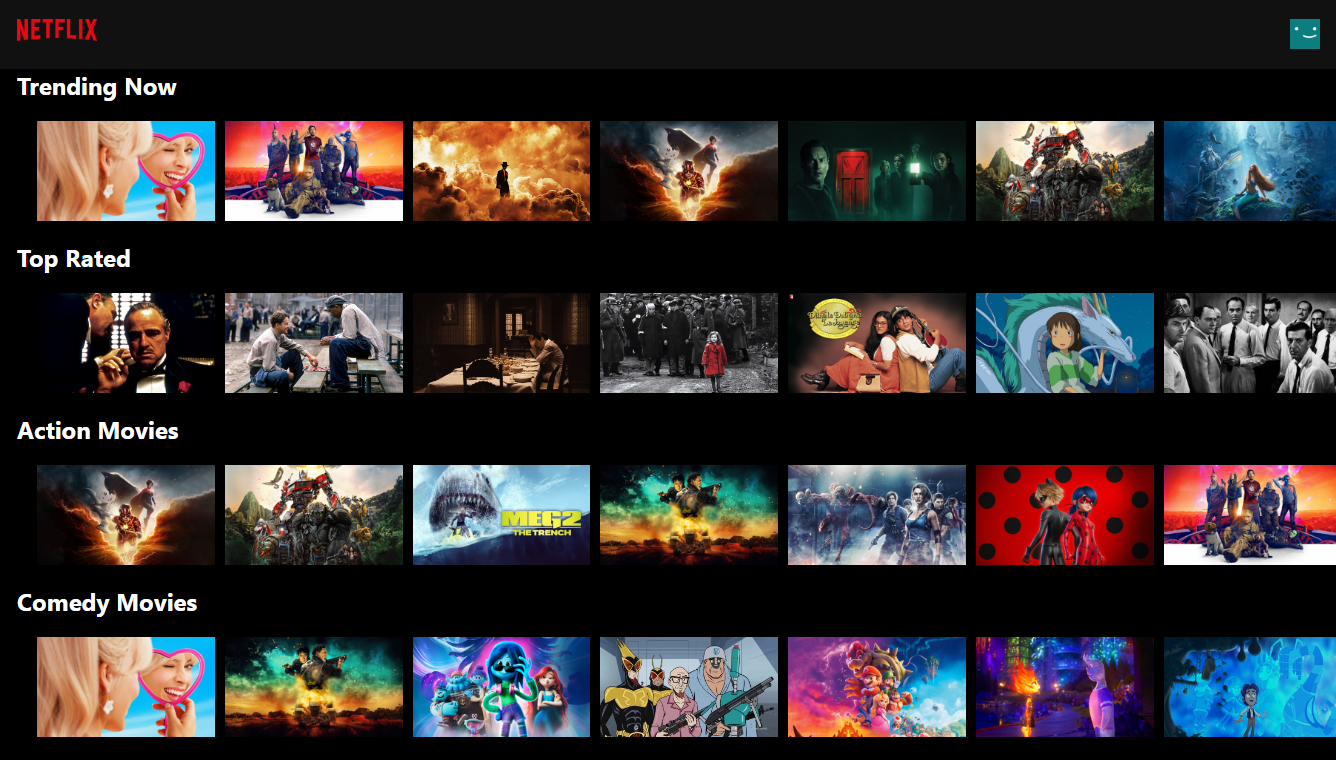 NETFLIX
Trending Now
Top Rated
Dilwale Dulhania
Le Jayenge
Action Movies
MEG2
THE TRENCH
Comedy Movies